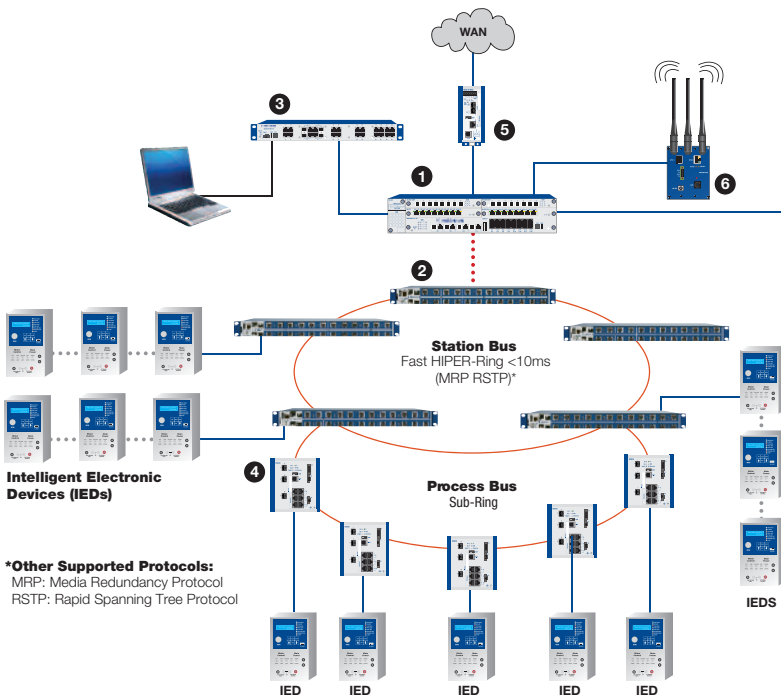 WAN
3
5
1
6
2
Station Bus
Fast HIPER-Ring <10ms
(MRP RSTP)*
4
Process Bus
Sub-Ring
Intelligent Electronic
Devices (IEDs)
*Other Supported Protocols:
MRP: Media Redundancy Protocol
RSTP: Rapid Spanning Tree Protocol
IEDS
IED
IED
IED
IED
IED